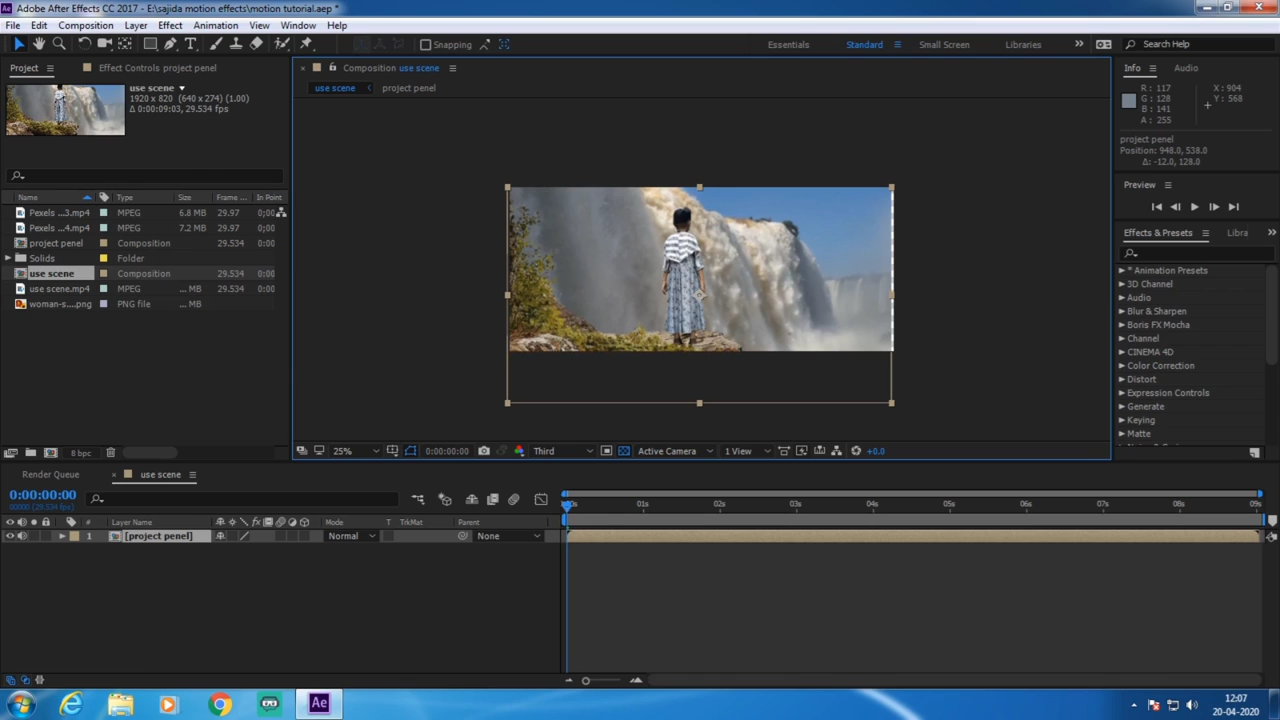 Adobe After Effects CC 2017 - E:\sajida motion effects\motion tutorial.aep *
File Edit Composition Layer Effect Animation View Window Help
Snapping Essentials Standard Small Screen Libraries Search Help
Project Effect Controls project penel
Composition use scene
Info Audio
use scene
1920 x 820 (640 x 274) (1.00)
Δ 0:00:09:03, 29.534 fps
use scene project penel
R : 117
G : 128
B : 141
A : 255
X : 904
Y : 568
project penel
Position: 948.0, 538.0
Δ: -12.0, 128.0
Preview
Name Type Size Frame ... In Point
Pexels ...3.mp4 MPEG 6.8 MB 29.97 0;00
Pexels ...4.mp4 MPEG 7.2 MB 29.97 0;00
project penel Composition 29.534 0:00
Solids Folder
use scene Composition 29.534 0:00
use scene.mp4 MPEG ... MB 29.534 0:00
woman-s....png PNG file ... MB
Effects & Presets Libra
* Animation Presets
3D Channel
Audio
Blur & Sharpen
Boris FX Mocha
Channel
CINEMA 4D
Color Correction
Distort
Expression Controls
Generate
Keying
Matte
8 bpc
25% 0:00:00:00 Third Active Camera 1 View +0.0
Render Queue use scene
0:00:00:00
00000 (29.534 fps)
01s 02s 03s 04s 05s 06s 07s 08s 09s
# Layer Name Mode T TrkMat Parent
1 [project penel] Normal None
Ae
12:07
20-04-2020